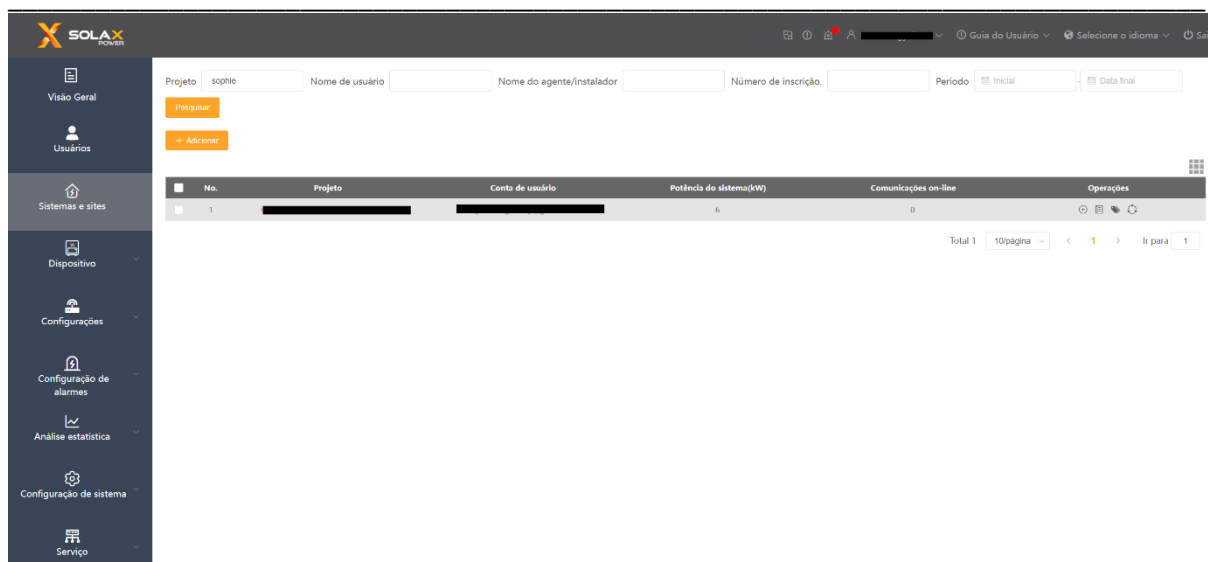 SOLAX
POWER
Guia do Usuário
Selecione o idioma
Sai
Visão Geral
Usuários
Sistemas e sites
Dispositivo
Configurações
Configuração de
alarmes
Análise estatística
Configuração de sistema
Serviço
Projeto sophie Nome de usuário Nome do agente/instalador Número de inscrição. Periodo Inicial - Data final
Pesquisar
+ Adicionar
No. Projeto Conta de usuário Potência do sistema(kW) Comunicações on-line Operações
1 6 0
Total 1 10/página < 1 > Ir para 1